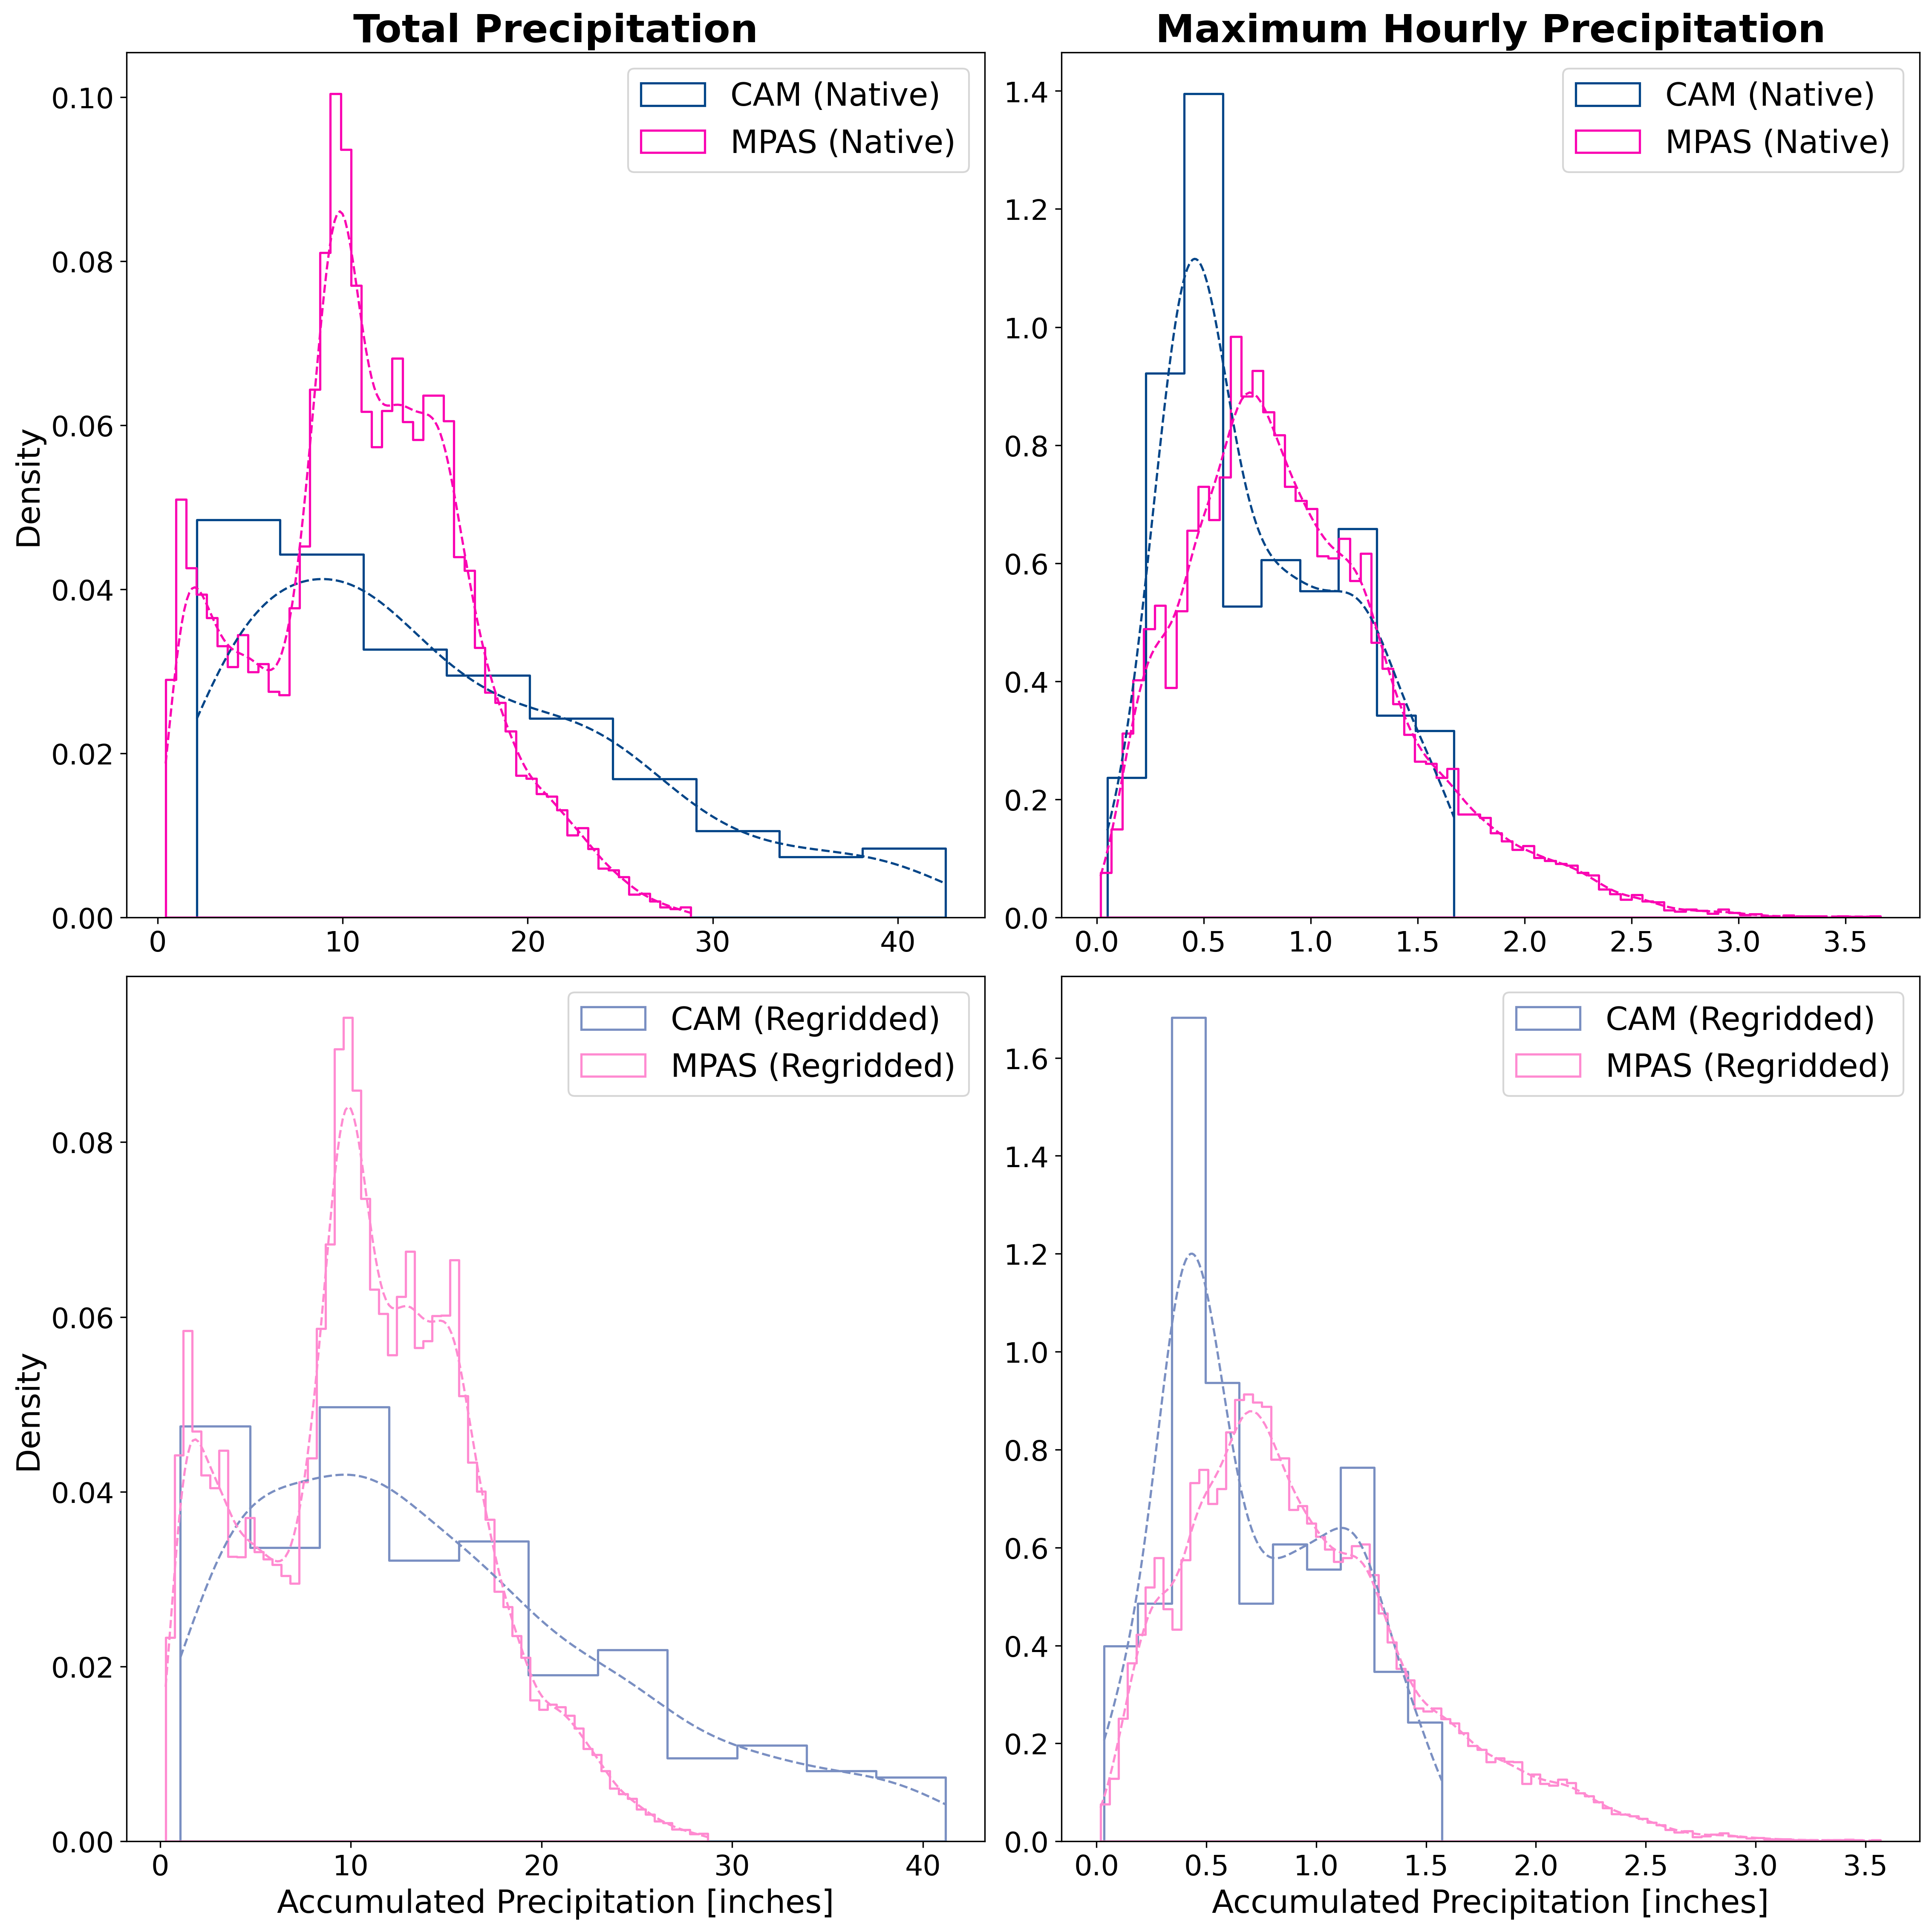 Total Precipitation
Maximum Hourly Precipitation
CAM (Native)
MPAS (Native)
CAM (Native)
MPAS (Native)
Density
0.10
0.08
0.06
0.04
0.02
0.00
0 10 20 30 40
1.4
1.2
1.0
0.8
0.6
0.4
0.2
0.0
0.0 0.5 1.0 1.5 2.0 2.5 3.0 3.5
CAM (Regridded)
MPAS (Regridded)
CAM (Regridded)
MPAS (Regridded)
Density
0.08
0.06
0.04
0.02
0.00
0 10 20 30 40
Accumulated Precipitation [inches]
1.6
1.4
1.2
1.0
0.8
0.6
0.4
0.2
0.0
0.0 0.5 1.0 1.5 2.0 2.5 3.0 3.5
Accumulated Precipitation [inches]